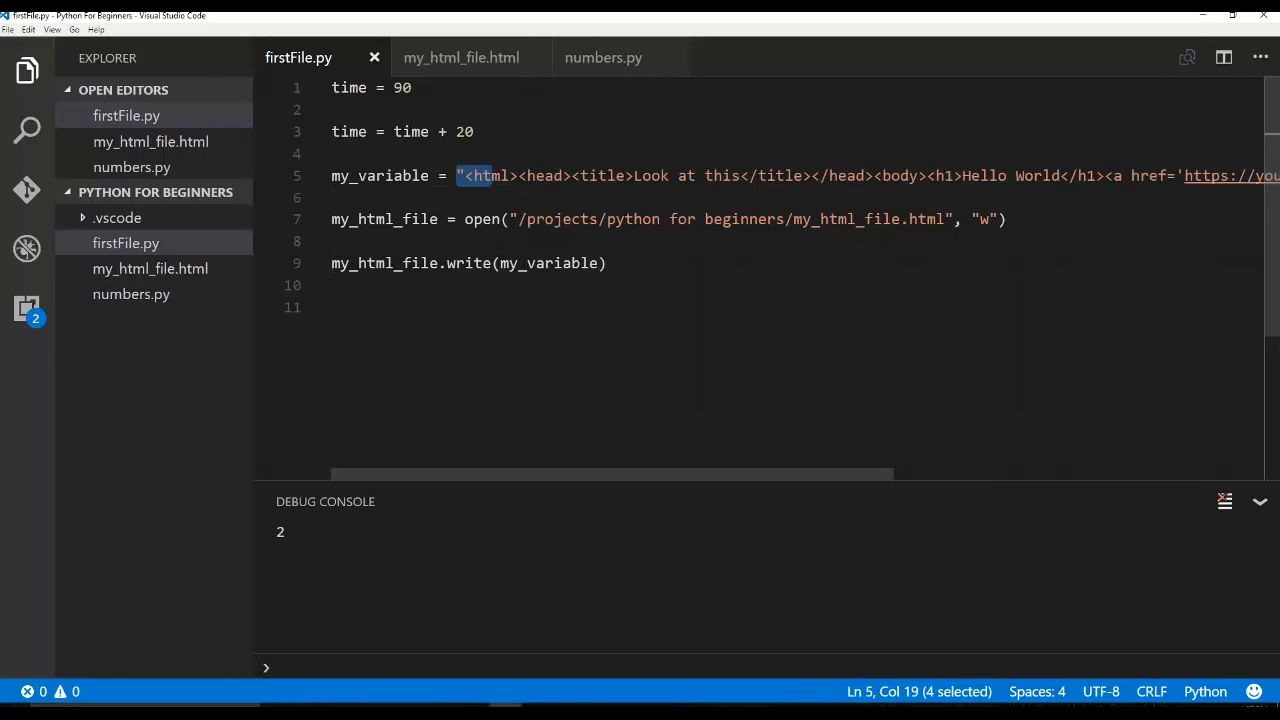 firstFile.py - Python For Beginners - Visual Studio Code
File Edit View Go Help
EXPLORER
OPEN EDITORS
firstFile.py
my_html_file.html
numbers.py
PYTHON FOR BEGINNERS
.vscode
firstFile.py
my_html_file.html
numbers.py
2
firstFile.py my_html_file.html numbers.py
1 time = 90
2
3 time = time + 20
4
5 my_variable = "<html><head><title>Look at this</title></head><body><h1>Hello World</h1><a href='https://you
6
7 my_html_file = open("/projects/python for beginners/my_html_file.html", "w")
8
9 my_html_file.write(my_variable)
10
11
DEBUG CONSOLE
2
0 0 Ln 5, Col 19 (4 selected) Spaces: 4 UTF-8 CRLF Python